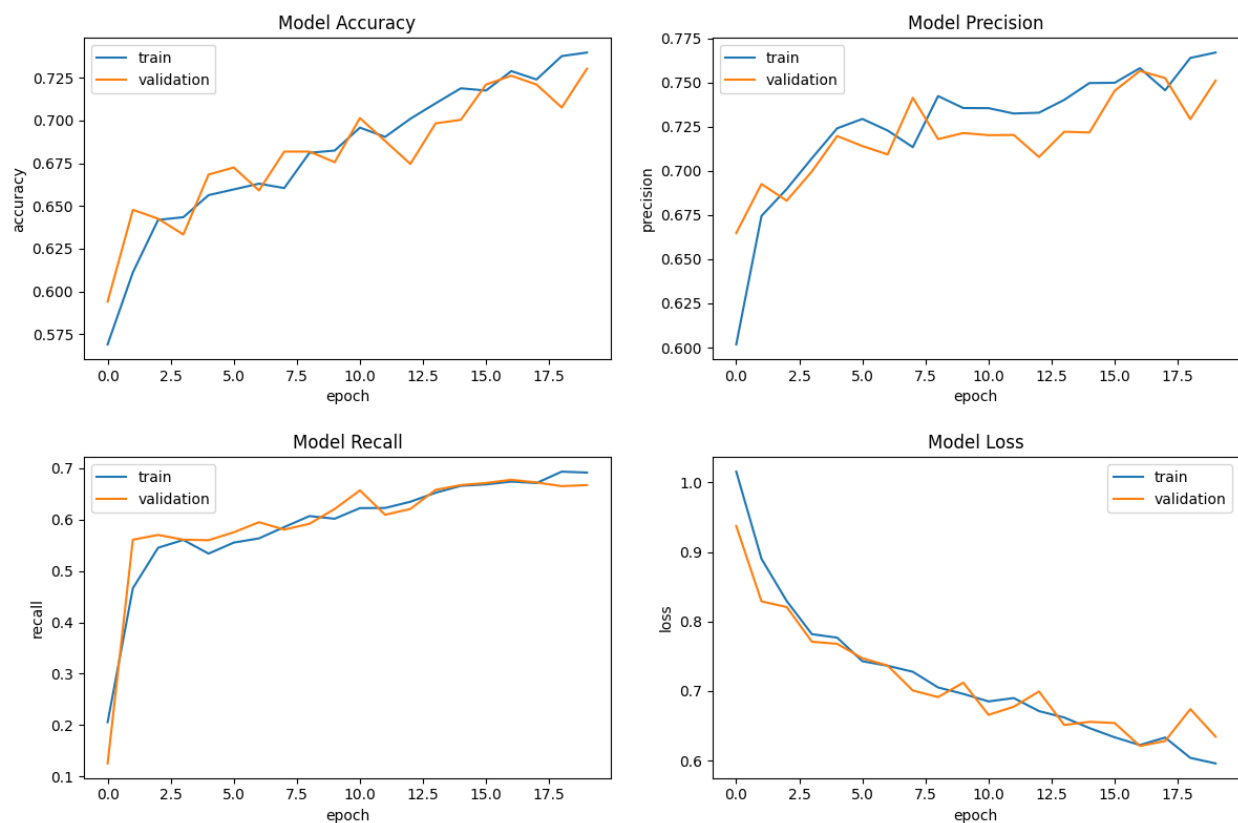 Model Accuracy
train
validation
0.725
0.700
0.675
0.650
0.625
0.600
0.575
accuracy
0.0 2.5 5.0 7.5 10.0 12.5 15.0 17.5
epoch
Model Precision
train
validation
0.775
0.750
0.725
0.700
0.675
0.650
0.625
0.600
precision
0.0 2.5 5.0 7.5 10.0 12.5 15.0 17.5
epoch
Model Recall
train
validation
0.7
0.6
0.5
0.4
0.3
0.2
0.1
recall
0.0 2.5 5.0 7.5 10.0 12.5 15.0 17.5
epoch
Model Loss
train
validation
1.0
0.9
0.8
0.7
0.6
loss
0.0 2.5 5.0 7.5 10.0 12.5 15.0 17.5
epoch